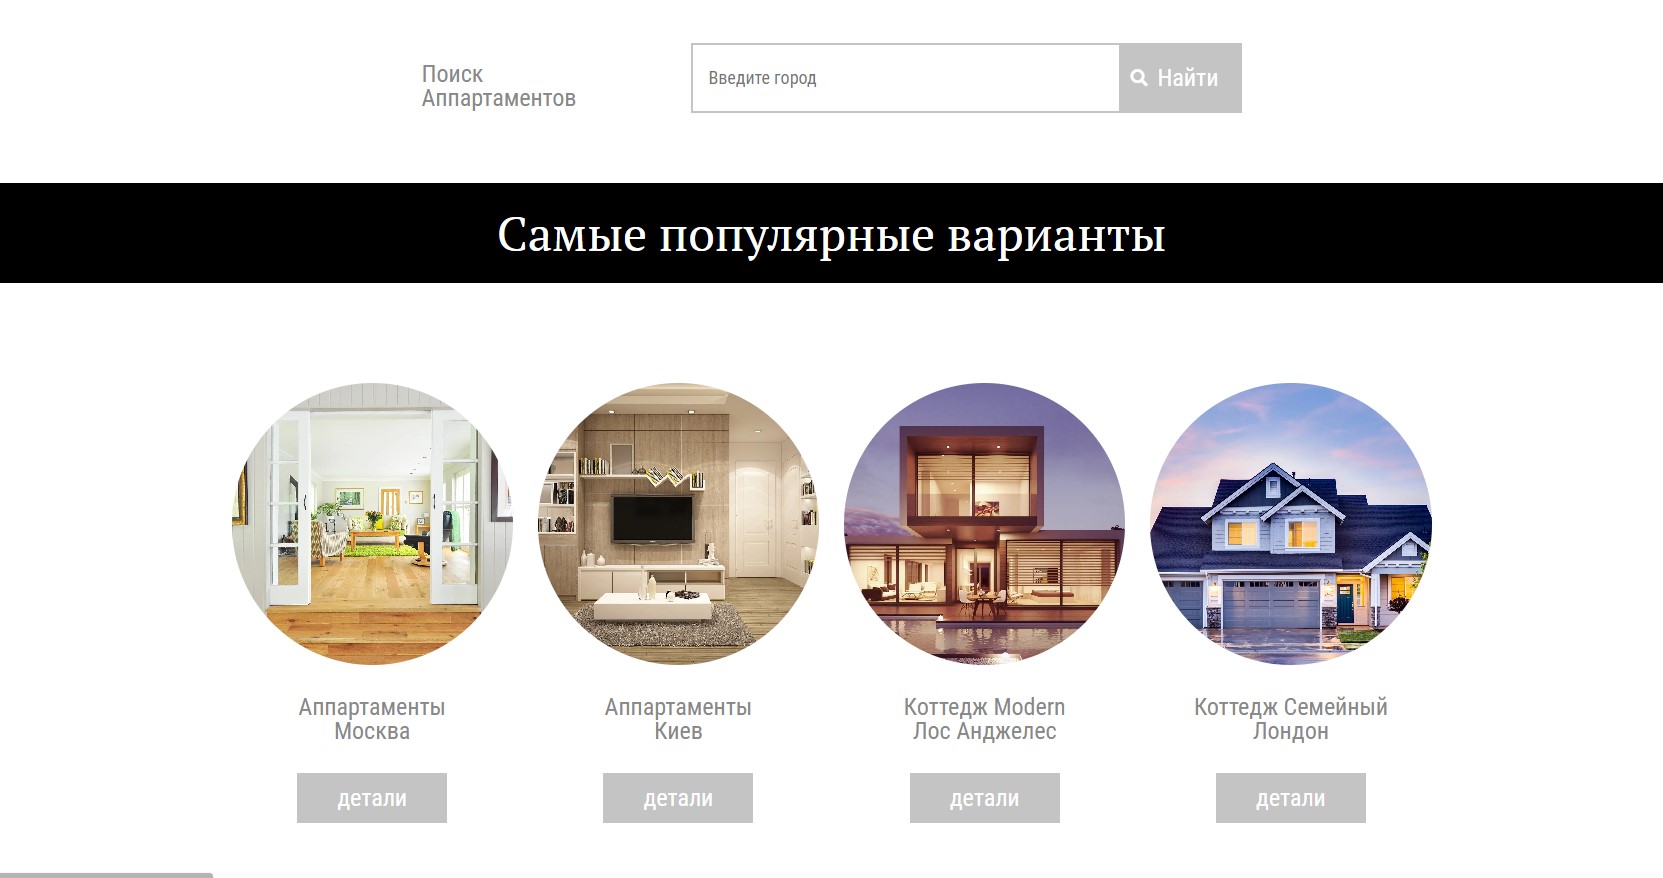 Поиск
Аппартаментов
Введите город
Найти
Самые популярные варианты
Аппартаменты
Москва
детали
Аппартаменты
Киев
детали
Коттедж Modern
Лос Анджелес
детали
Коттедж Семейный
Лондон
детали